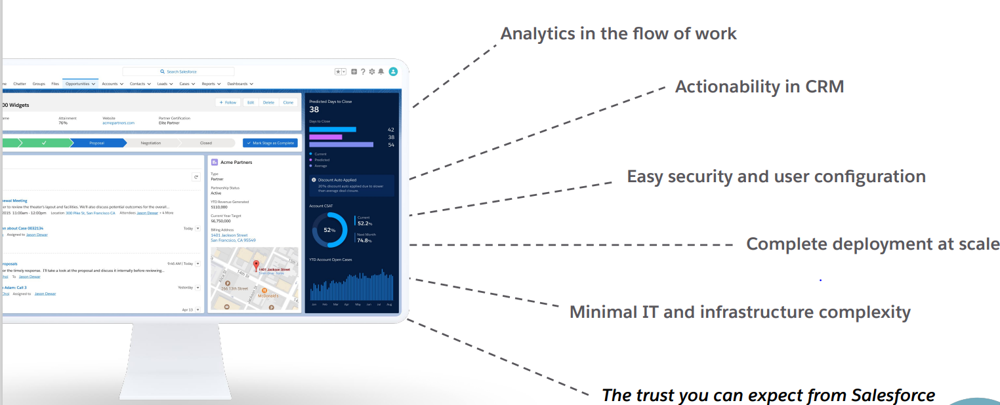 Analytics in the flow of work
Actionability in CRM
Easy security and user configuration
Complete deployment at scale
Minimal IT and infrastructure complexity
The trust you can expect from Salesforce
Search Salesforce
Chatter Groups Files Opportunities Accounts Contacts Leads Cases Reports Dashboards
00 Widgets
+ Follow Edit Delete Clone
Attainment Website Partner Certification
76% acmepartners.com Elite Partner
Proposal Negotiation Closed Mark Stage as Complete
newal Meeting
er to review the theater's layout and facilities. We'll also discuss potential outcomes for the overall...
2015 11:00am - 12:00pm Location 300 Pike St, San Francisco CA Attendees Jason Dewar + 4 More
on about Case 0032134 Today
Assigned to Jason Dewar
roposals 9:46 AM | Today
or the timely response. I'll take a look at the proposal and discuss it internally before reviewing...
To Jason Dewar
Adam: Call 3 Yesterday
Assigned to Jason Dewar
Apr 13
Acme Partners
Type
Partner
Partnership Status
Active
YTD Revenue Generated
$110,000
Current Year Target
$6,750,000
Billing Address
1401 Jackson Street
San Francsico, CA 95549
1401 Jackson Street
13th St
14th St
Alice St
Jackson St
266 13th Street
McDonald's
Predicted Days to Close
38
Days to Close
42
38
54
Current
Predicted
Average
Discount Auto Applied
20% discount auto applied due to slower
than average deal closure.
Account CSAT
52%
Current
52.2%
Next Month
74.8%
YTD Account Open Cases
Jan Feb Mar Apr May Jun Jul Aug